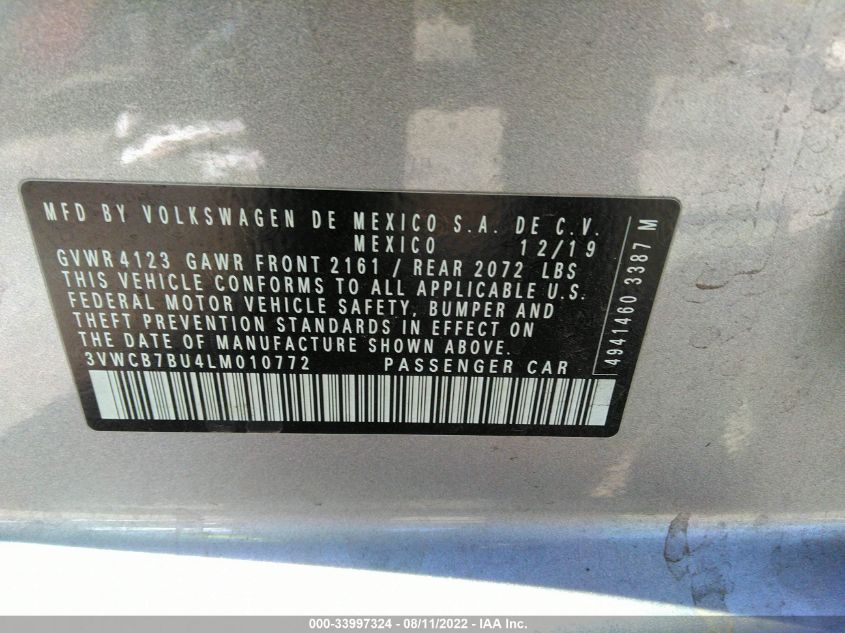 MFD BY VOLKSWAGEN DE MEXICO S.A. DE C.V.
MEXICO 12/19
GVWR 4123 GAWR FRONT 2161 / REAR 2072 LBS
THIS VEHICLE CONFORMS TO ALL APPLICABLE U.S.
FEDERAL MOTOR VEHICLE SAFETY, BUMPER AND
THEFT PREVENTION STANDARDS IN EFFECT ON
THE DATE OF MANUFACTURE SHOWN ABOVE.
3VWCB7BU4LM010772 PASSENGER CAR
4941460 3387 M
000-33997324 - 08/11/2022 - IAA Inc.